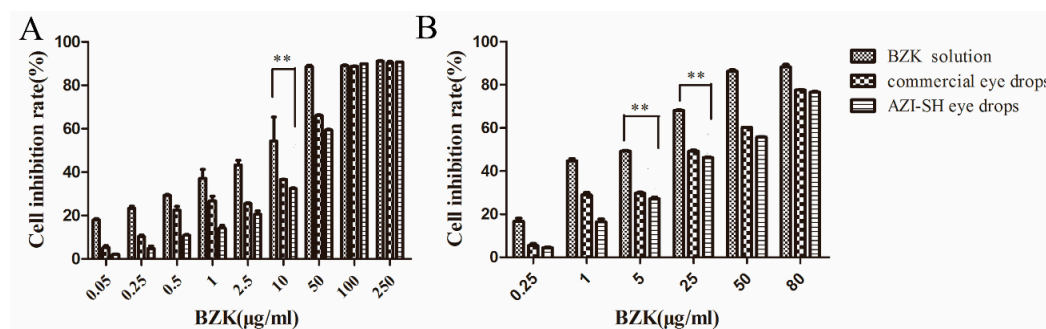 A
Cell inhibition rate(%)
100
80
60
40
20
0
**
0.05 0.25 0.5 1 2.5 10 50 100 250
BZK(μg/ml)
B
Cell inhibition rate(%)
100
80
60
40
20
0
**
**
0.25 1 5 25 50 80
BZK(μg/ml)
BZK solution
commercial eye drops
AZI-SH eye drops